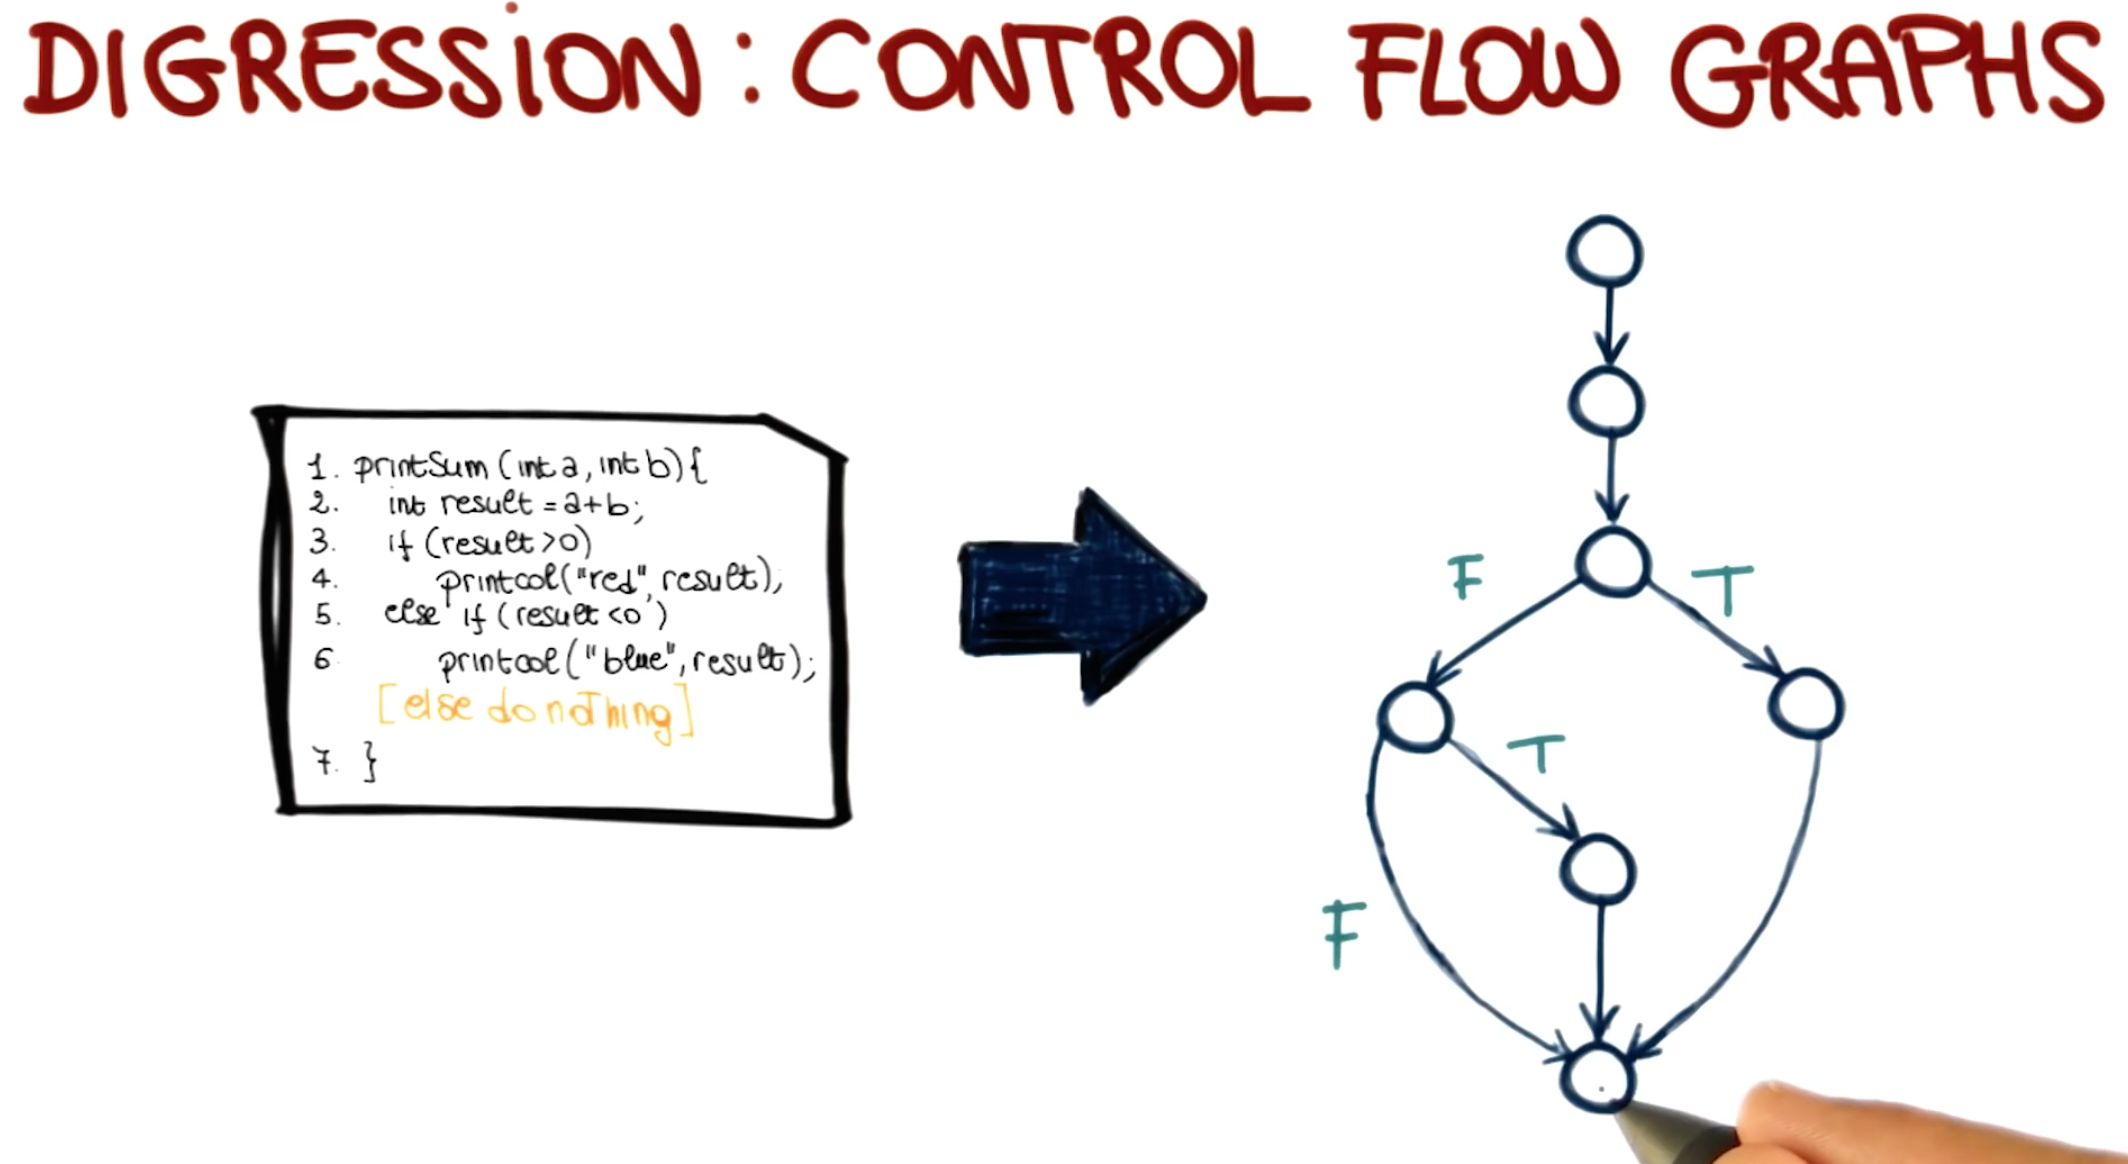 DIGRESSION: CONTROL FLOW GRAPHS
1. printSum (int a, int b) {
2. int result = a+b;
3. if (result >0)
4. printcol("red", result);
5. else if (result <0)
6. printcol("blue", result);
[else do nothing]
7. }
F
T
T
F